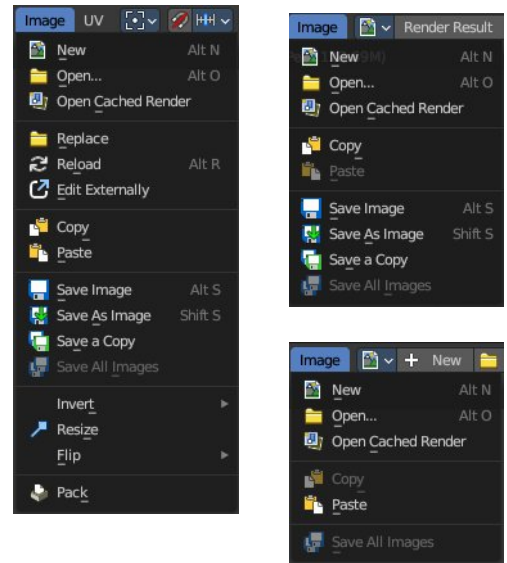 Image UV
New Alt N
Open... Alt O
Open Cached Render
Replace
Reload Alt R
Edit Externally
Copy
Paste
Save Image Alt S
Save As Image Shift S
Save a Copy
Save All Images
Invert
Resize
Flip
Pack
Image Render Result
New Alt N
Open... Alt O
Open Cached Render
Copy
Paste
Save Image Alt S
Save As Image Shift S
Save a Copy
Save All Images
Image New
New Alt N
Open... Alt O
Open Cached Render
Copy
Paste
Save All Images